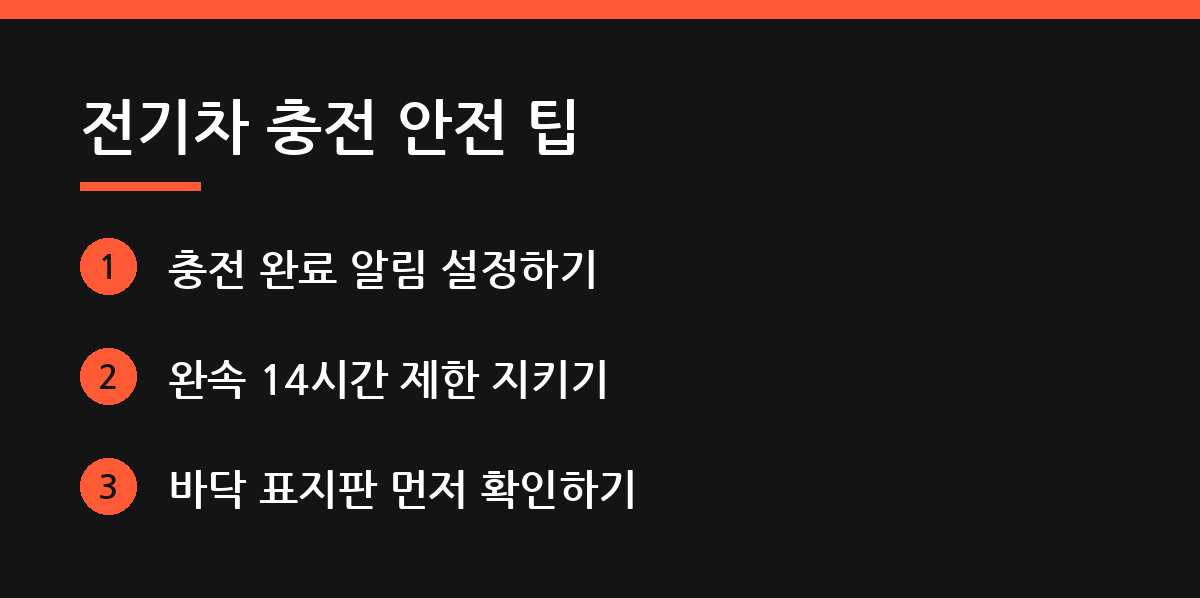 전기차 충전 안전 팁
1 충전 완료 알림 설정하기
2 완속 14시간 제한 지키기
3 바닥 표지판 먼저 확인하기